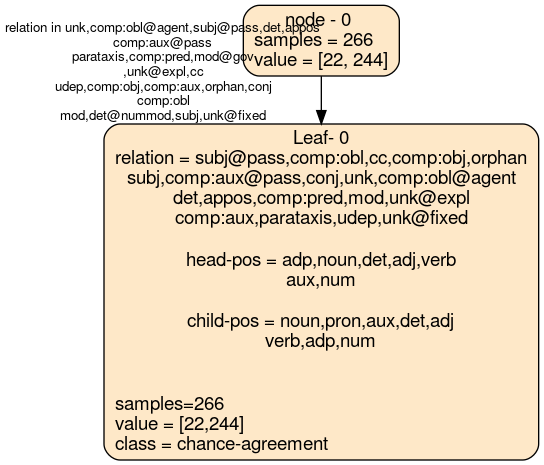 node - 0
samples = 266
value = [22, 244]
relation in unk,comp:obl@agent,subj@pass,det,appos
comp:aux@pass
parataxis,comp:pred,mod@gov
,unk@expl,cc
udep,comp:obj,comp:aux,orphan,conj
comp:obl
mod,det@nummod,subj,unk@fixed
Leaf- 0
relation = subj@pass,comp:obl,cc,comp:obj,orphan
subj,comp:aux@pass,conj,unk,comp:obl@agent
det,appos,comp:pred,mod,unk@expl
comp:aux,parataxis,udep,unk@fixed
head-pos = adp,noun,det,adj,verb
aux,num
child-pos = noun,pron,aux,det,adj
verb,adp,num
samples=266
value = [22,244]
class = chance-agreement